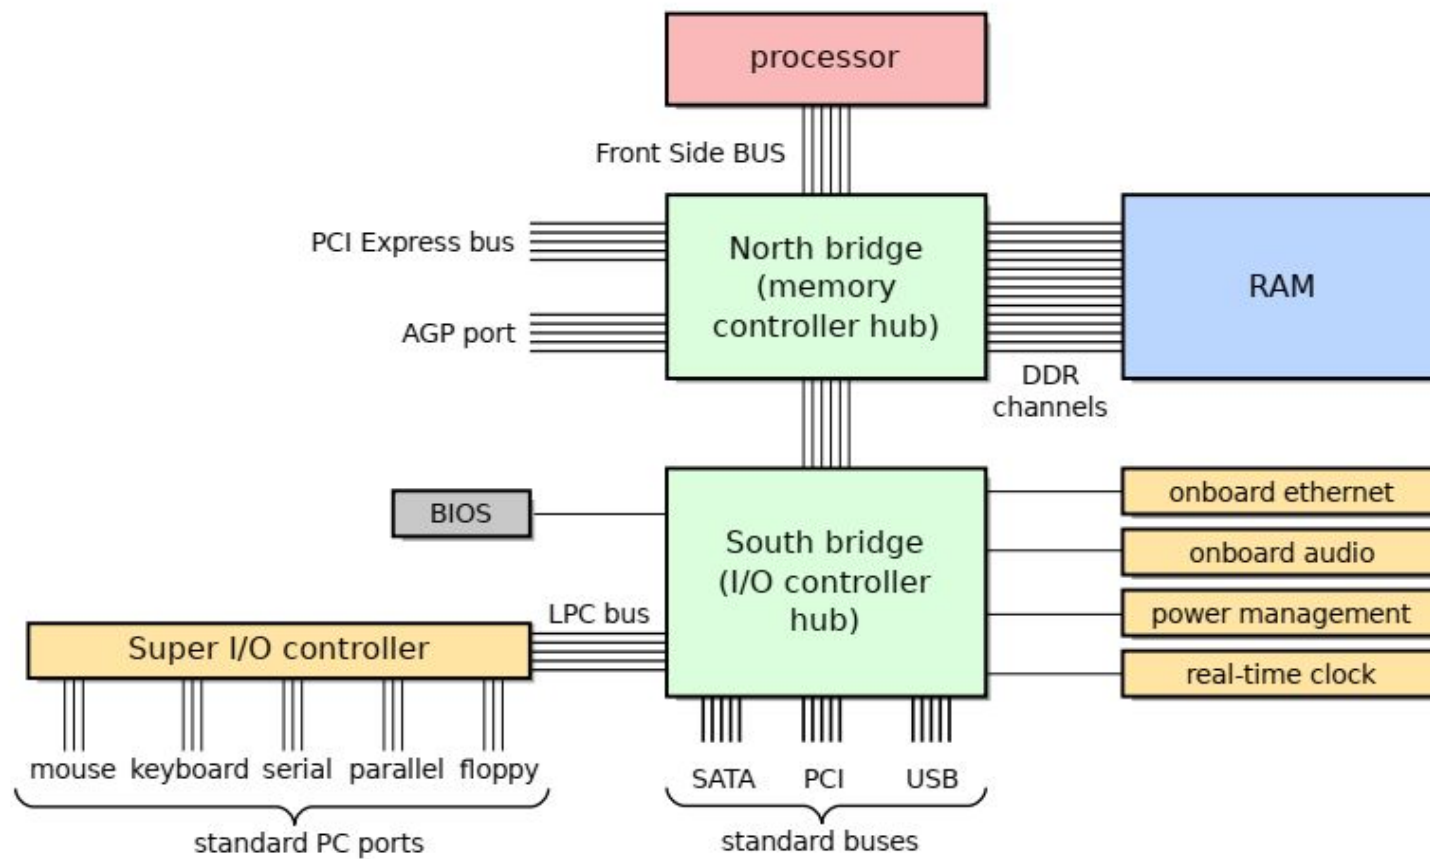 processor
Front Side BUS
PCI Express bus
AGP port
North bridge
(memory
controller hub)
RAM
DDR
channels
BIOS
South bridge
(I/O controller
hub)
onboard ethernet
onboard audio
power management
real-time clock
LPC bus
Super I/O controller
mouse keyboard serial parallel floppy
standard PC ports
SATA PCI USB
standard buses